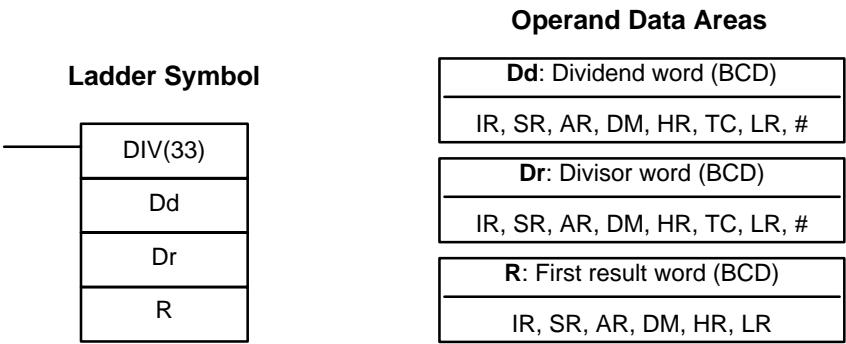 Operand Data Areas
Ladder Symbol
DIV(33)
Dd
Dr
R
Dd: Dividend word (BCD)
IR, SR, AR, DM, HR, TC, LR, #
Dr: Divisor word (BCD)
IR, SR, AR, DM, HR, TC, LR, #
R: First result word (BCD)
IR, SR, AR, DM, HR, LR